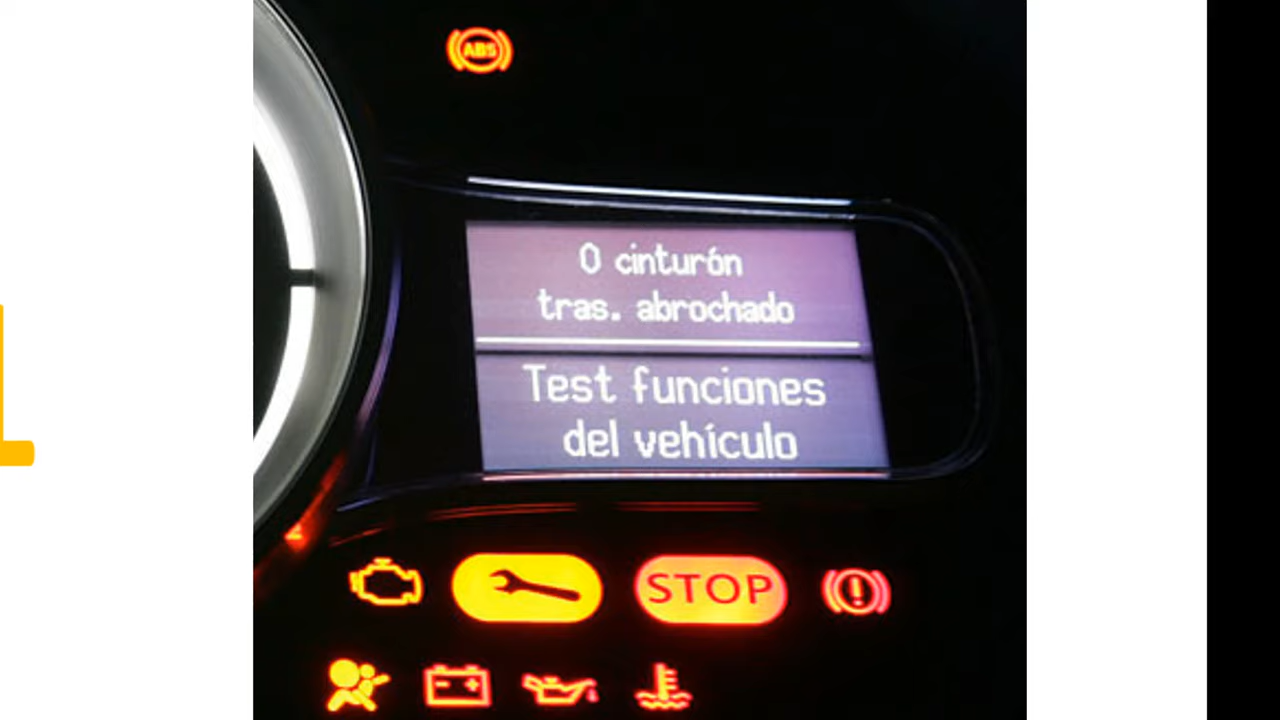 ABS
0 cinturón
tras. abrochado
Test funciones
del vehículo
STOP